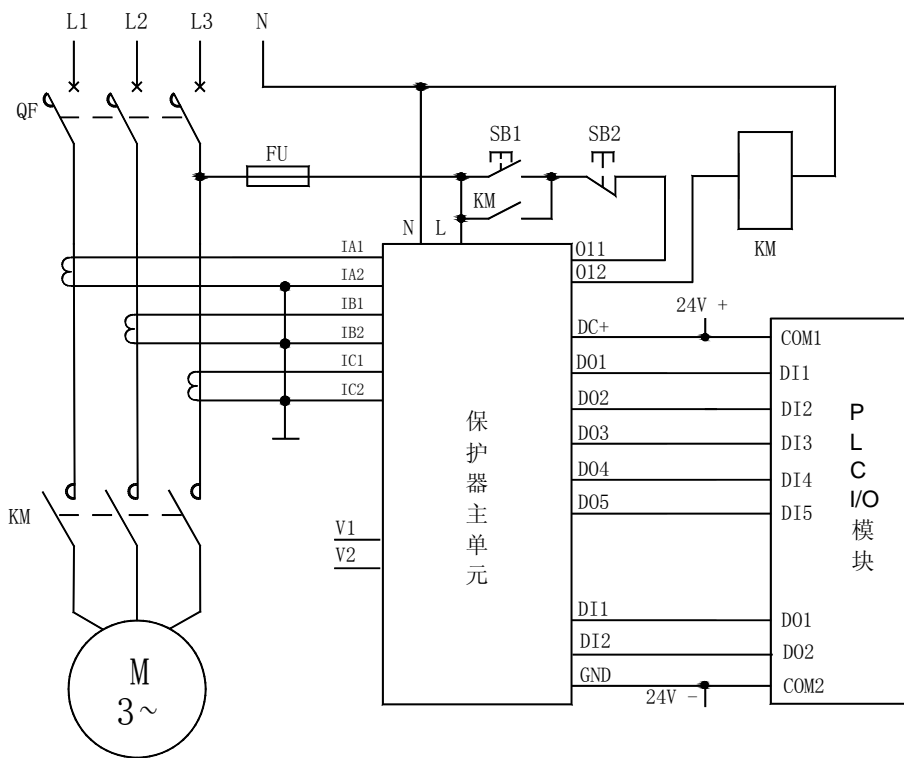 L1 L2 L3 N
QF
FU
SB1 SB2
KM
KM
N L
IA1
IA2
IB1
IB2
IC1
IC2
O11
O12
24V +
DC+
DO1
DO2
DO3
DO4
DO5
DI1
DI2
GND
24V -
保护器主单元
COM1
DI1
DI2
DI3
DI4
DI5
DO1
DO2
COM2
PLC I/O 模块
KM
V1
V2
M
3~